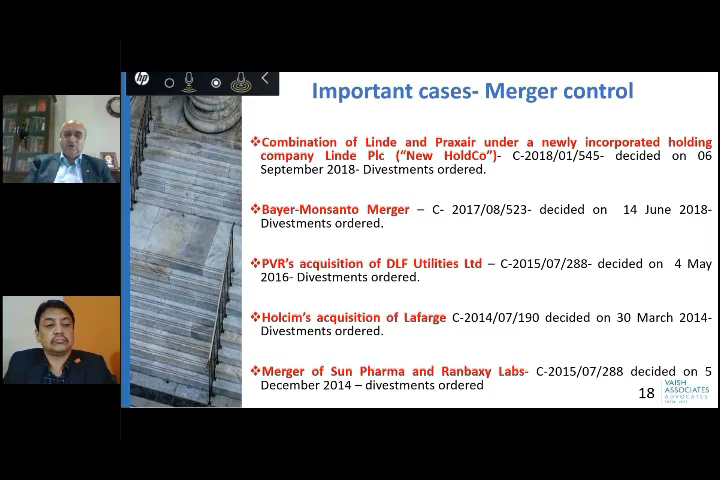 hp
Important cases- Merger control
❖Combination of Linde and Praxair under a newly incorporated holding
company Linde Plc (“New HoldCo”)- C-2018/01/545- decided on 06
September 2018- Divestments ordered.
❖Bayer-Monsanto Merger – C- 2017/08/523- decided on 14 June 2018-
Divestments ordered.
❖PVR’s acquisition of DLF Utilities Ltd – C-2015/07/288- decided on 4 May
2016- Divestments ordered.
❖Holcim’s acquisition of Lafarge C-2014/07/190 decided on 30 March 2014-
Divestments ordered.
❖Merger of Sun Pharma and Ranbaxy Labs- C-2015/07/288 decided on 5
December 2014 – divestments ordered
18
VAISH
ASSOCIATES
ADVOCATES